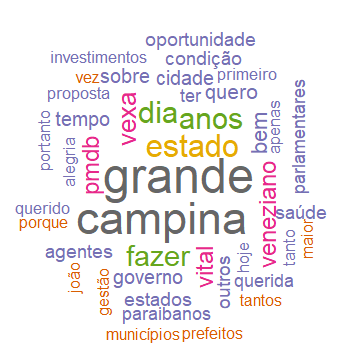 oportunidade
investimentos condição
vez sobre cidade primeiro
proposta ter quero
portanto alegria tempo vexa dia anos bem apenas parlamentares
pmdb estado
grande
querido campina saúde
porque veneziano tanto maior
agentes fazer vital outros hoje
joão gestão governo querida
estados tantos
paraibanos
municípios prefeitos